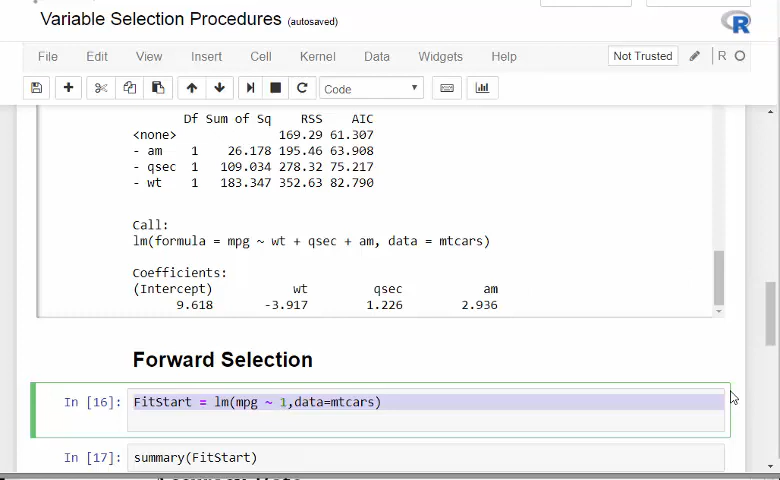 Variable Selection Procedures (autosaved)
R
File Edit View Insert Cell Kernel Data Widgets Help Not Trusted R
Code
Df Sum of Sq RSS AIC
<none> 169.29 61.307
- am 1 26.178 195.46 63.908
- qsec 1 109.034 278.32 75.217
- wt 1 183.347 352.63 82.790
Call:
lm(formula = mpg ~ wt + qsec + am, data = mtcars)
Coefficients:
(Intercept) wt qsec am
9.618 -3.917 1.226 2.936
Forward Selection
In [16]: FitStart = lm(mpg ~ 1,data=mtcars)
In [17]: summary(FitStart)